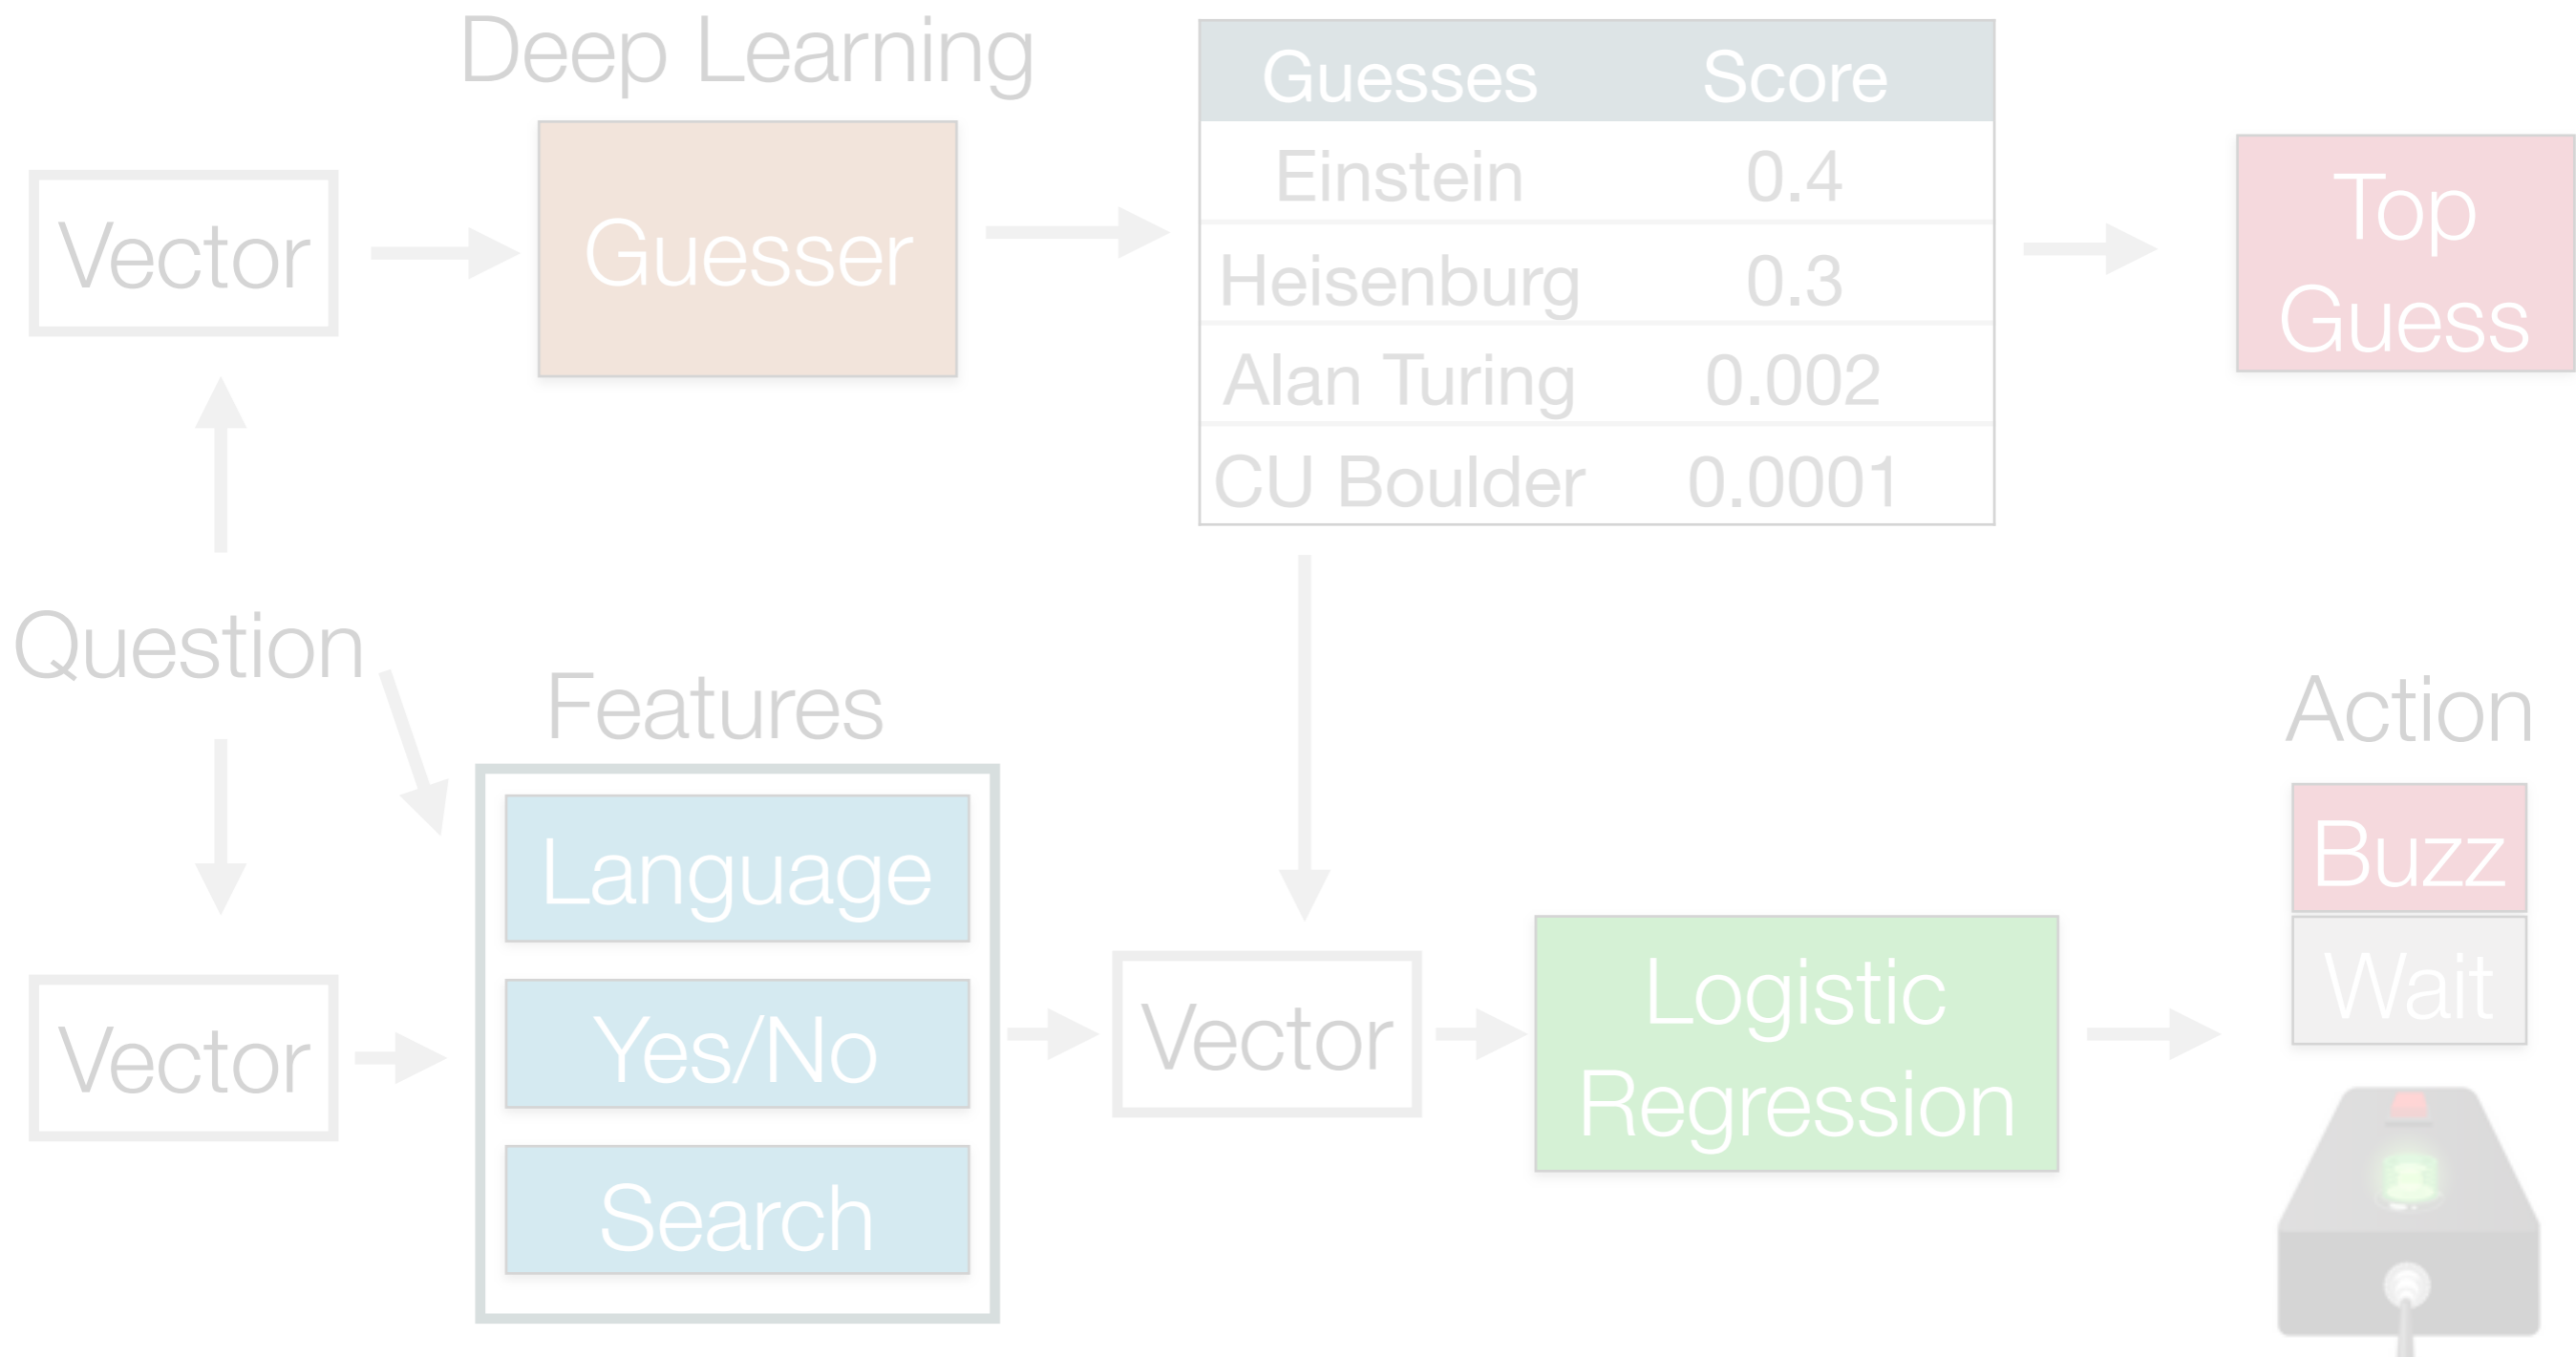 Deep Learning
Vector
Guesser
Guesses Score
Einstein 0.4
Heisenburg 0.3
Alan Turing 0.002
CU Boulder 0.0001
Top
Guess
Question
Features
Language
Yes/No
Search
Vector
Vector
Logistic
Regression
Action
Buzz
Wait